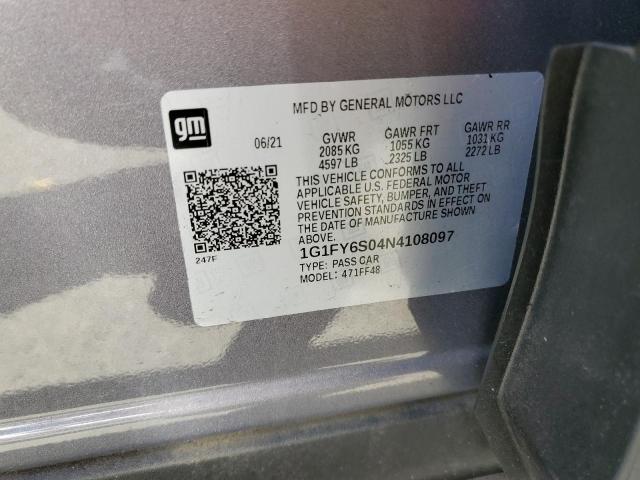 gm
MFD BY GENERAL MOTORS LLC
06/21
GVWR GAWR FRT GAWR RR
2085 KG 1055 KG 1031 KG
4597 LB 2325 LB 2272 LB
THIS VEHICLE CONFORMS TO ALL
APPLICABLE U.S. FEDERAL MOTOR
VEHICLE SAFETY, BUMPER, AND THEFT
PREVENTION STANDARDS IN EFFECT ON
THE DATE OF MANUFACTURE SHOWN
ABOVE.
247F
1G1FY6S04N4108097
TYPE: PASS CAR
MODEL: 471FF48